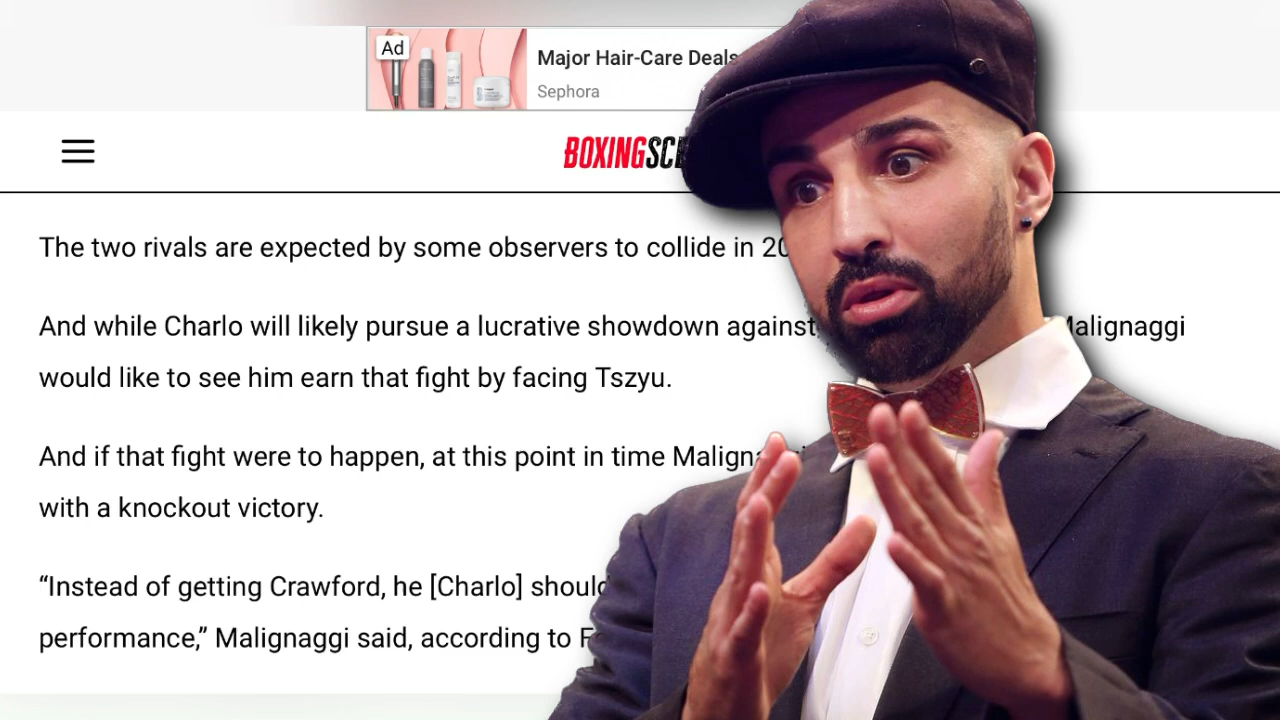 Ad
Major Hair-Care Deals
Sephora
BOXINGSC
The two rivals are expected by some observers to collide in 20
And while Charlo will likely pursue a lucrative showdown against Malignaggi
would like to see him earn that fight by facing Tszyu.
And if that fight were to happen, at this point in time
with a knockout victory.
“Instead of getting Crawford, he [Charlo] should
performance,” Malignaggi said, according to